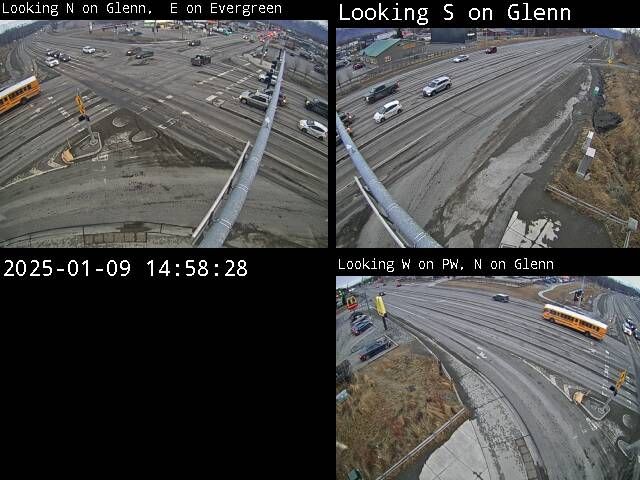 Looking N on Glenn,  E on Evergreen
Looking S on Glenn
2025-01-09 14:58:28
Looking W on PW, N on Glenn